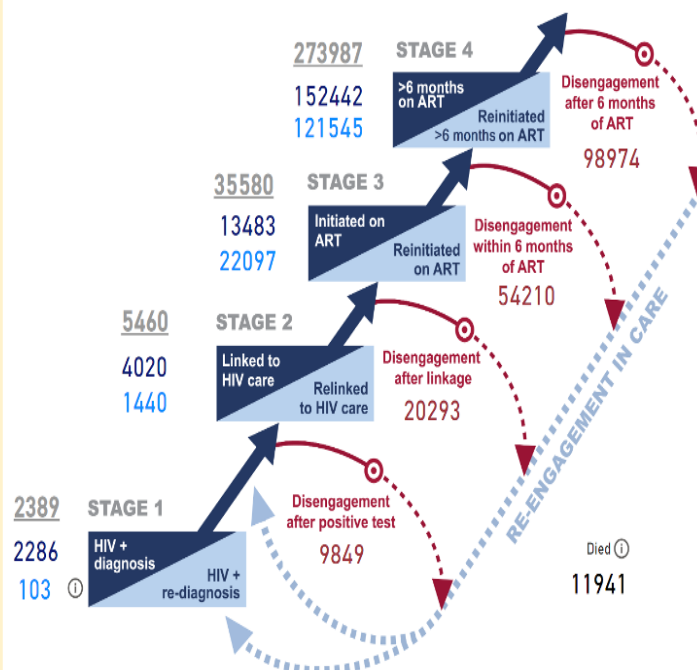 273987
STAGE 4
152442
121545
>6 months
on ART
Reinitiated
>6 months on ART
Disengagement
after 6 months
of ART
98974
35580
STAGE 3
13483
22097
Initiated on
ART
Reinitiated
on ART
Disengagement
within 6 months
of ART
54210
5460
STAGE 2
4020
1440
Linked to
HIV care
Relinked
to HIV care
Disengagement
after linkage
20293
2389
STAGE 1
2286
103 i
HIV +
diagnosis
HIV +
re-diagnosis
Disengagement
after positive test
9849
RE-ENGAGEMENT IN CARE
Died i
11941